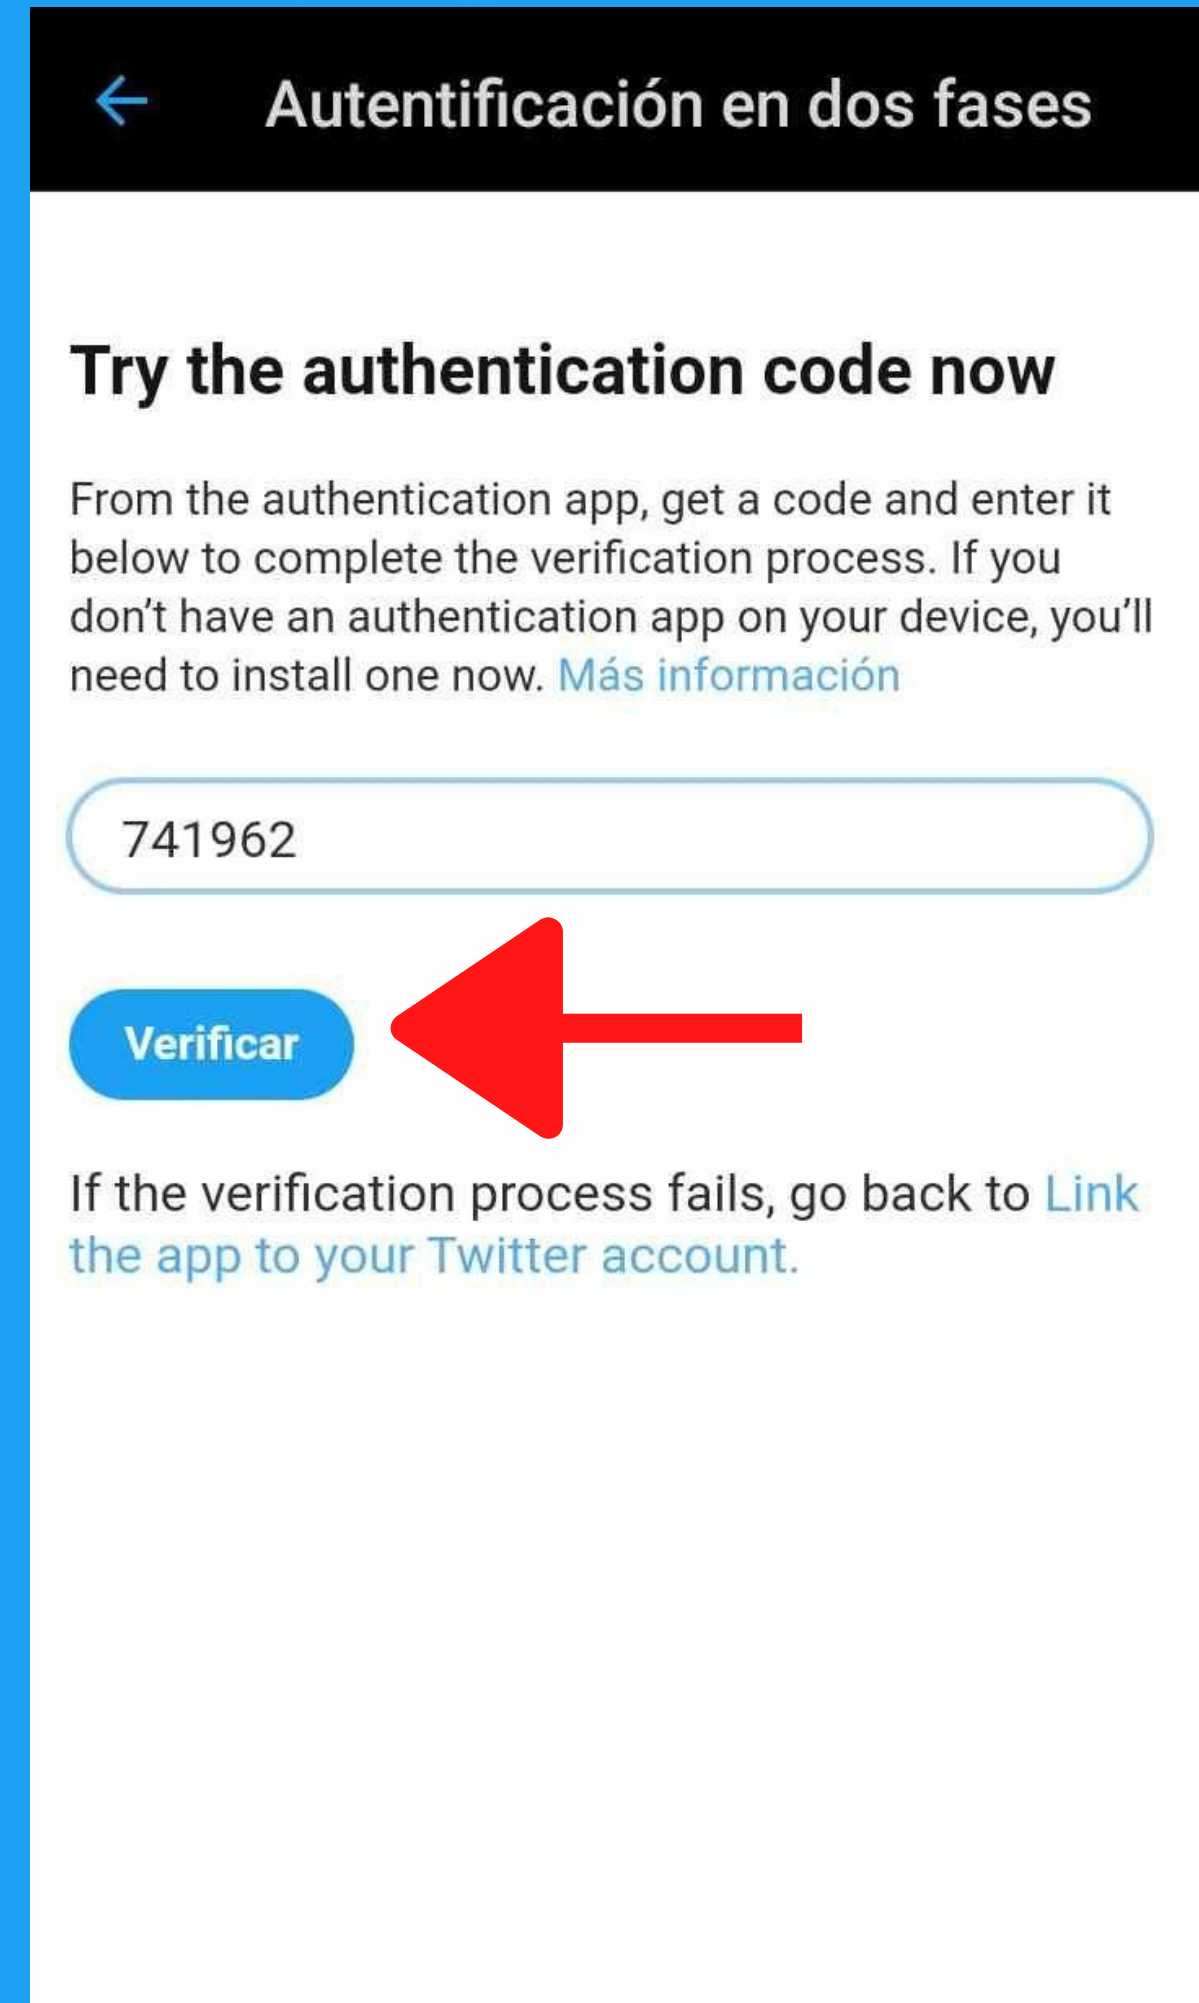 Autentificación en dos fases
Try the authentication code now
From the authentication app, get a code and enter it
below to complete the verification process. If you
don't have an authentication app on your device, you'll
need to install one now. Más información
741962
Verificar
If the verification process fails, go back to Link
the app to your Twitter account.